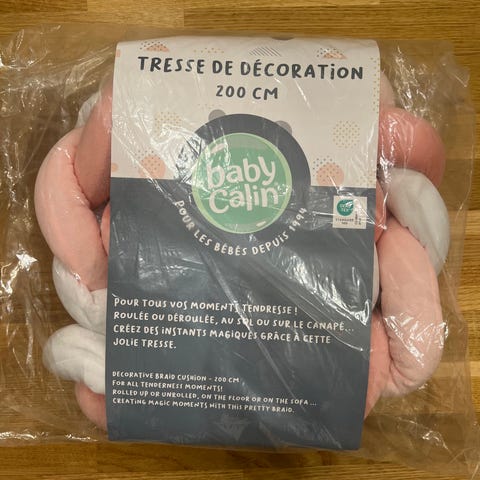 TRESSE DE DÉCORATION
200 CM
baby
Câlin
POUR LES BÉBÉS DEPUIS 1994
POUR TOUS VOS MOMENTS TENDRESSE !
ROULÉE OU DÉROULÉE, AU SOL OU SUR LE CANAPÉ...
CRÉEZ DES INSTANTS MAGIQUES GRÂCE À CETTE
JOLIE TRESSE.
DECORATIVE BRAID CUSHION - 200 CM
FOR ALL TENDERNESS MOMENTS!
ROLLED UP OR UNROLLED, ON THE FLOOR OR ON THE SOFA ...
CREATING MAGIC MOMENTS WITH THIS PRETTY BRAID.